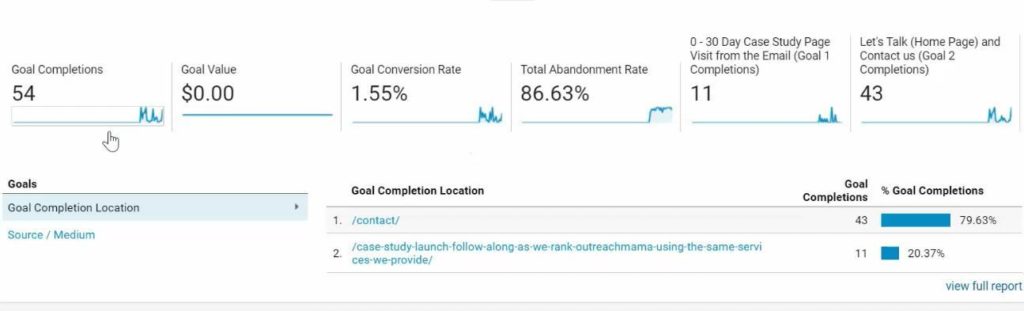 Goal Completions
54
Goal Value
$0.00
Goal Conversion Rate
1.55%
Total Abandonment Rate
86.63%
0 - 30 Day Case Study Page
Visit from the Email (Goal 1
Completions)
11
Let's Talk (Home Page) and
Contact us (Goal 2
Completions)
43
Goals
Goal Completion Location
Source / Medium
Goal Completion Location
Goal
Completions
% Goal Completions
1. /contact/ 43 79.63%
2. /case-study-launch-follow-along-as-we-rank-outreachmama-using-the-same-servi
ces-we-provide/ 11 20.37%
view full report